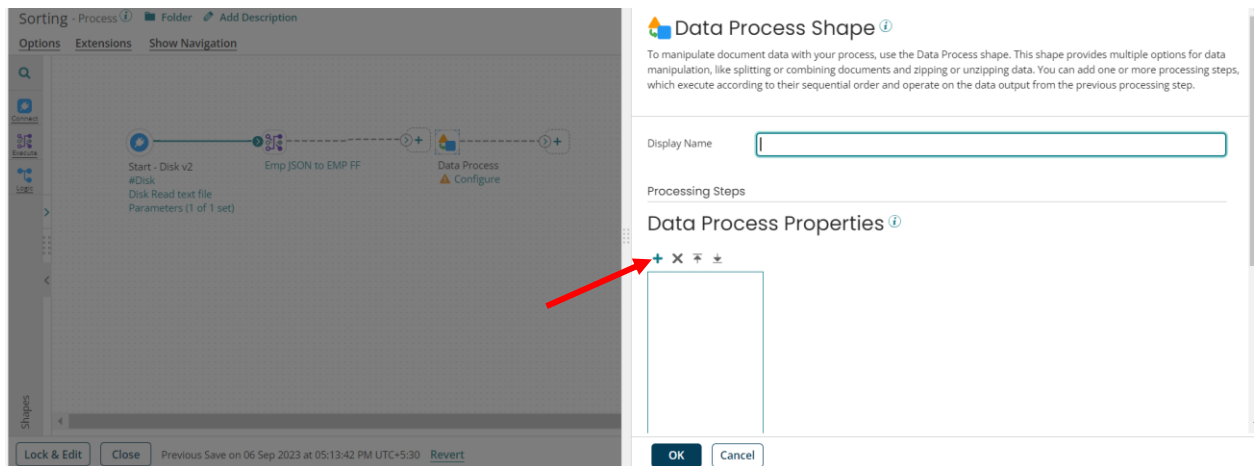 Sorting - Process Folder Add Description
Options Extensions Show Navigation
Connect
Execute
Logic
Start - Disk v2
#Disk
Disk Read text file
Parameters (1 of 1 set)
Emp JSON to EMP FF
Data Process
Configure
Shapes
Lock & Edit Close Previous Save on 06 Sep 2023 at 05:13:42 PM UTC+5:30 Revert
Data Process Shape
To manipulate document data with your process, use the Data Process shape. This shape provides multiple options for data
manipulation, like splitting or combining documents and zipping or unzipping data. You can add one or more processing steps,
which execute according to their sequential order and operate on the data output from the previous processing step.
Display Name
Processing Steps
Data Process Properties
OK Cancel